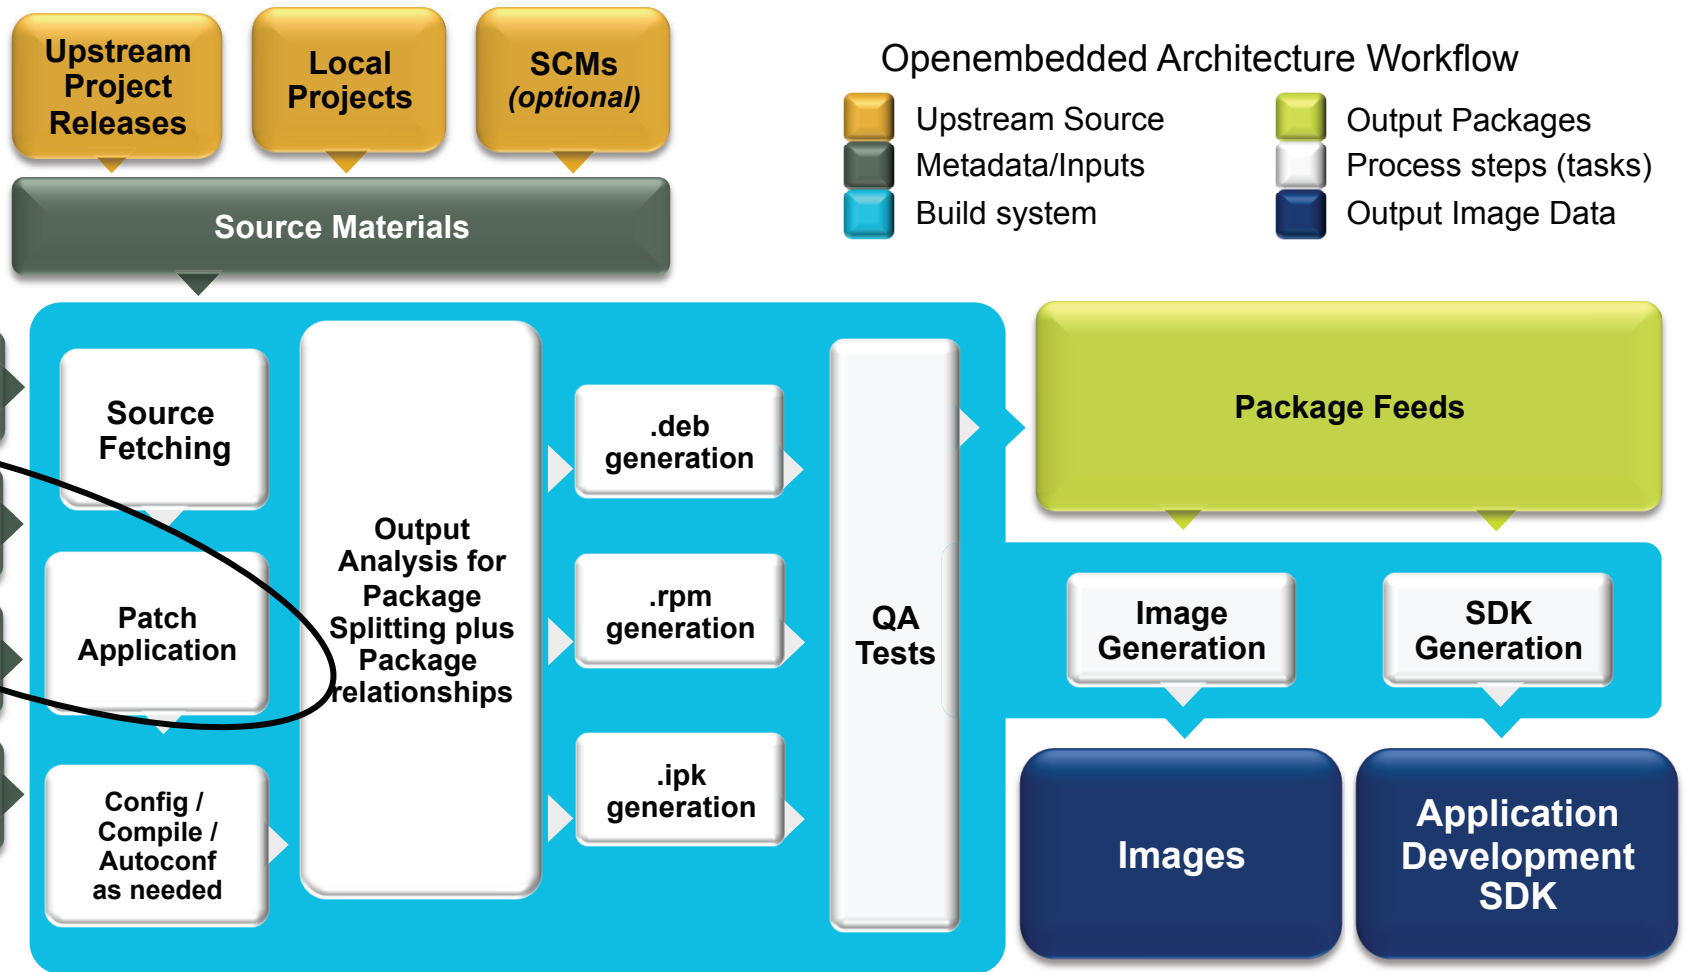 Upstream
Project
Releases
Local
Projects
SCMs
(optional)
Openembedded Architecture Workflow
Upstream Source
Metadata/Inputs
Build system
Output Packages
Process steps (tasks)
Output Image Data
Source Materials
Source
Fetching
Patch
Application
Config /
Compile /
Autoconf
as needed
Output
Analysis for
Package
Splitting plus
Package
relationships
.deb
generation
.rpm
generation
.ipk
generation
QA
Tests
Package Feeds
Image
Generation
SDK
Generation
Images
Application
Development
SDK